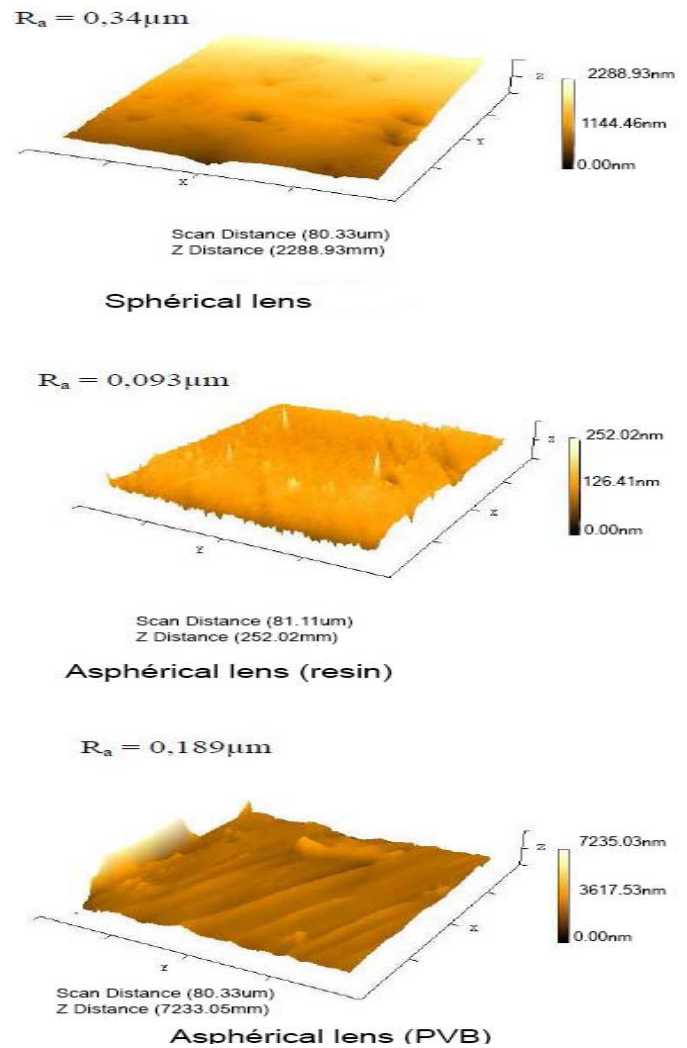 Rₐ = 0,34µm
2288.93nm
1144.46nm
0.00nm
Z
Y
X
Scan Distance (80.33um)
Z Distance (2288.93mm)
Sphérical lens
Rₐ = 0,093µm
252.02nm
126.41nm
0.00nm
Z
X
Y
Scan Distance (81.11um)
Z Distance (252.02mm)
Asphérical lens (resin)
Rₐ = 0,189µm
7235.03nm
3617.53nm
0.00nm
Z
X
Y
Scan Distance (80.33um)
Z Distance (7233.05mm)
Asphérical lens (PVB)